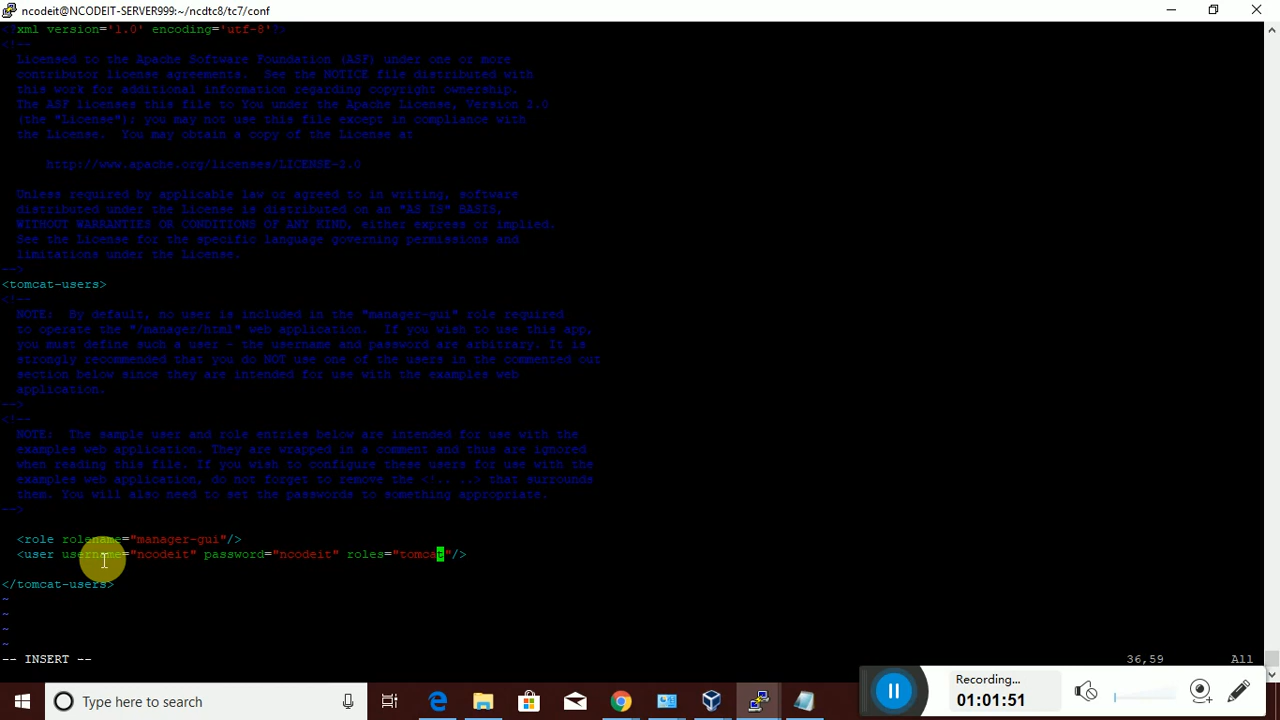 ncodeit@NCODEIT-SERVER999:~/ncdtc8/tc7/conf
<?xml version='1.0' encoding='utf-8'?>
<!--
Licensed to the Apache Software Foundation (ASF) under one or more
contributor license agreements.  See the NOTICE file distributed with
this work for additional information regarding copyright ownership.
The ASF licenses this file to You under the Apache License, Version 2.0
(the "License"); you may not use this file except in compliance with
the License.  You may obtain a copy of the License at
http://www.apache.org/licenses/LICENSE-2.0
Unless required by applicable law or agreed to in writing, software
distributed under the License is distributed on an "AS IS" BASIS,
WITHOUT WARRANTIES OR CONDITIONS OF ANY KIND, either express or implied.
See the License for the specific language governing permissions and
limitations under the License.
-->
<tomcat-users>
<!--
NOTE:  By default, no user is included in the "manager-gui" role required
to operate the "/manager/html" web application.  If you wish to use this app,
you must define such a user - the username and password are arbitrary. It is
strongly recommended that you do NOT use one of the users in the commented out
section below since they are intended for use with the examples web
application.
-->
<!--
NOTE:  The sample user and role entries below are intended for use with the
examples web application. They are wrapped in a comment and thus are ignored
when reading this file. If you wish to configure these users for use with the
examples web application, do not forget to remove the <!.. ..> that surrounds
them. You will also need to set the passwords to something appropriate.
-->
<role rolename="manager-gui"/>
<user username="ncodeit" password="ncodeit" roles="tomcat"/>
</tomcat-users>
~
~
~
~
-- INSERT -- 36,59 All
Recording...
01:01:51
Type here to search